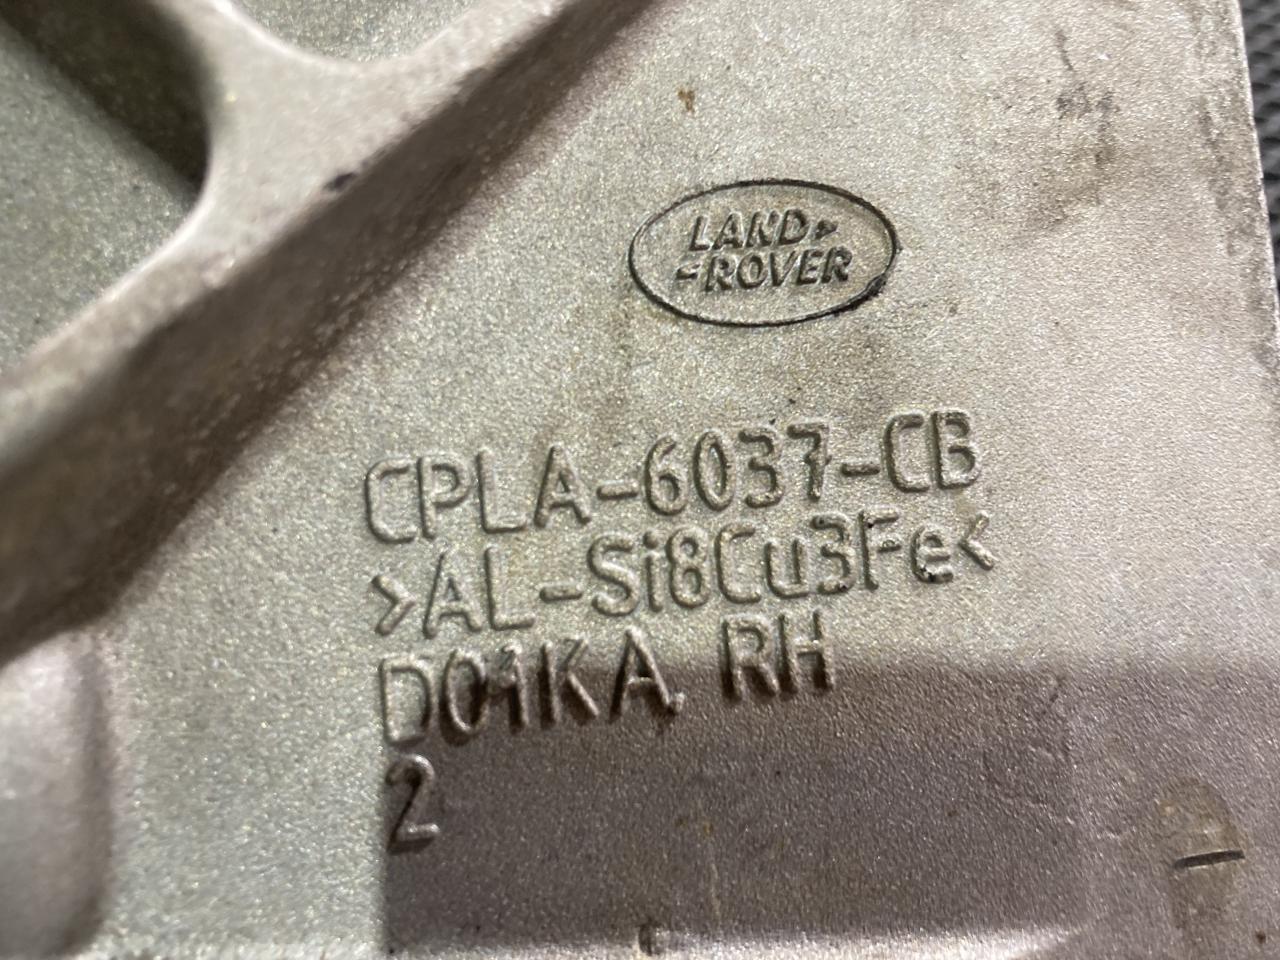 LAND
ROVER
CPLA-6037-CB
>AL-Si8Cu3Fe<
D01KA RH
2